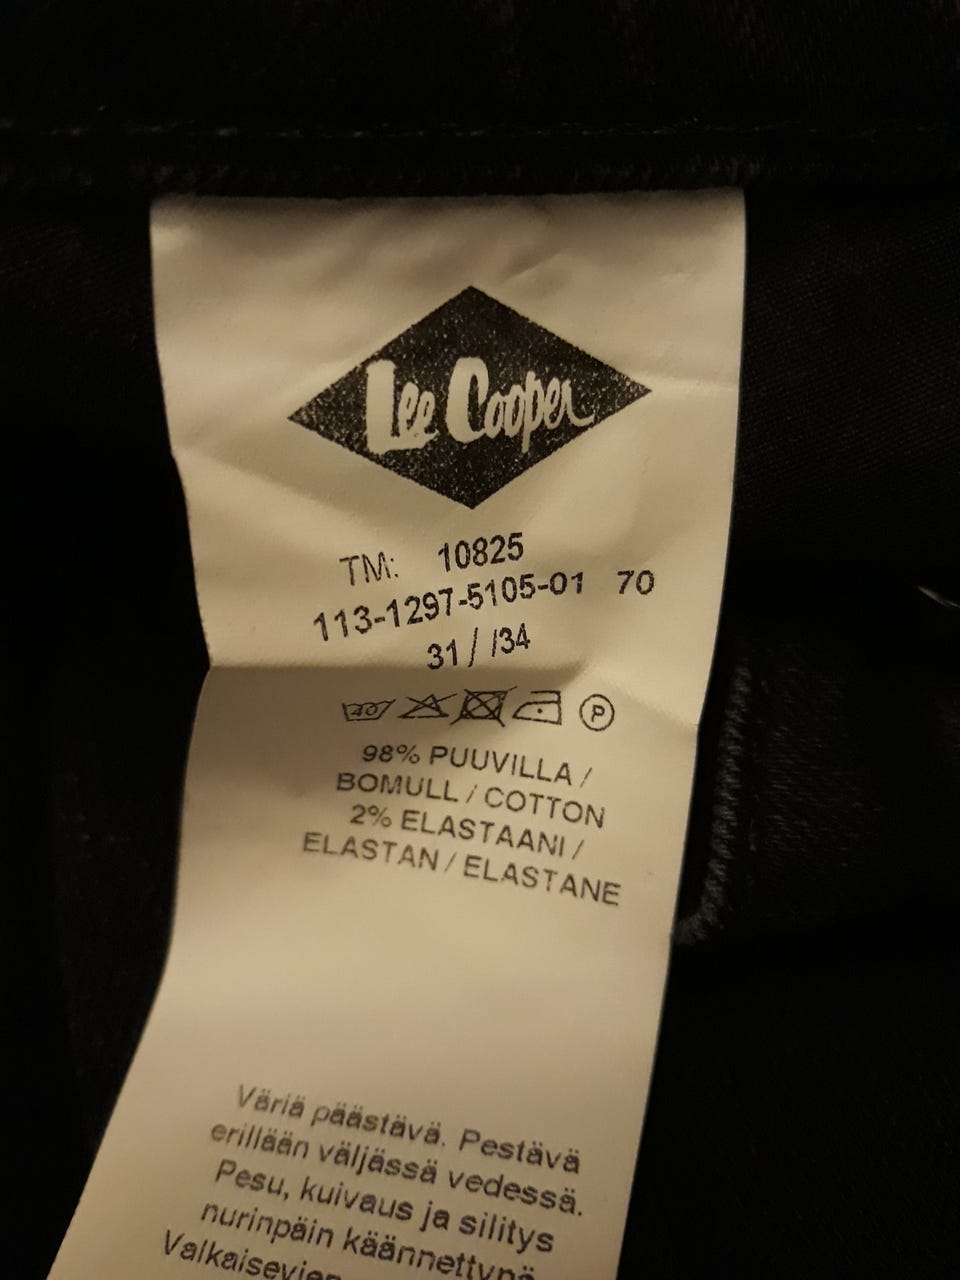 Lee Cooper
TM: 10825
113-1297-5105-01 70
31 / /34
40 P
98% PUUVILLA /
BOMULL / COTTON
2% ELASTAANI /
ELASTAN / ELASTANE
Väriä päästävä. Pestävä
erillään väljässä vedessä.
Pesu, kuivaus ja silitys
nurinpäin käännettynä